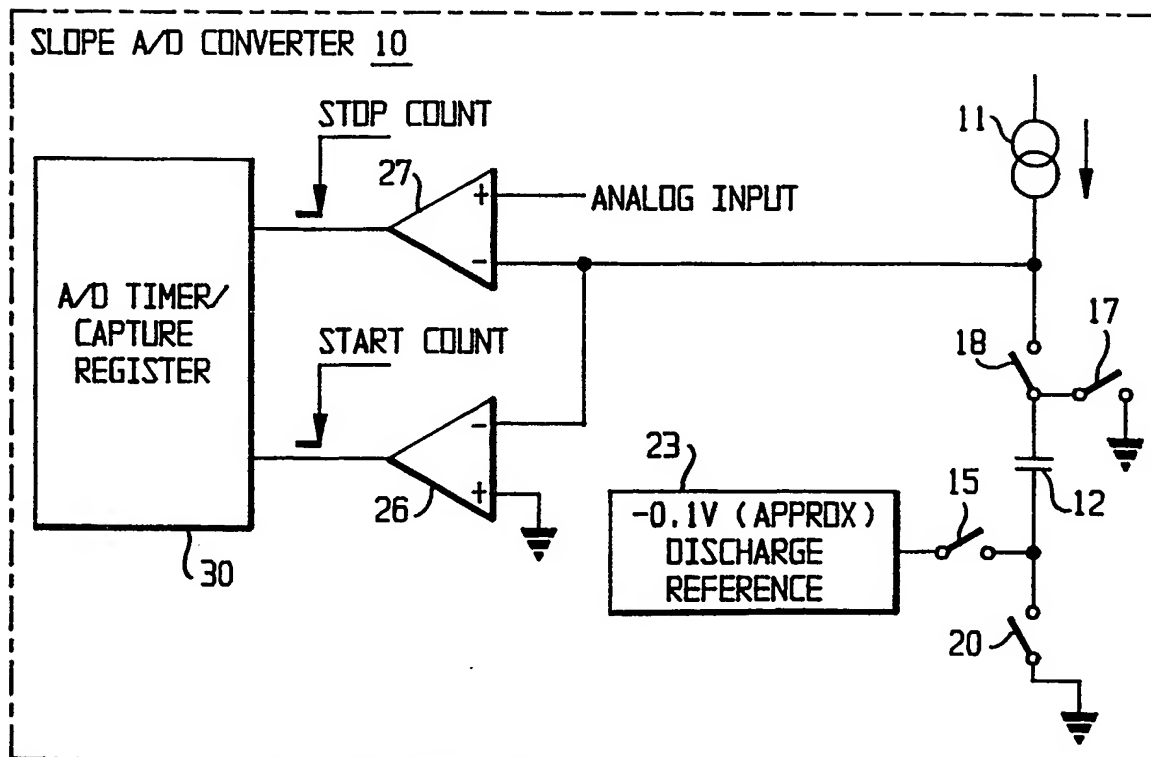 SLOPE A/D CONVERTER 10
STOP COUNT
11
27
+
ANALOG INPUT
−
A/D TIMER/
CAPTURE
REGISTER
START COUNT
18
17
−
23
26
+
15
12
-0.1V (APPROX)
DISCHARGE
REFERENCE
30
20